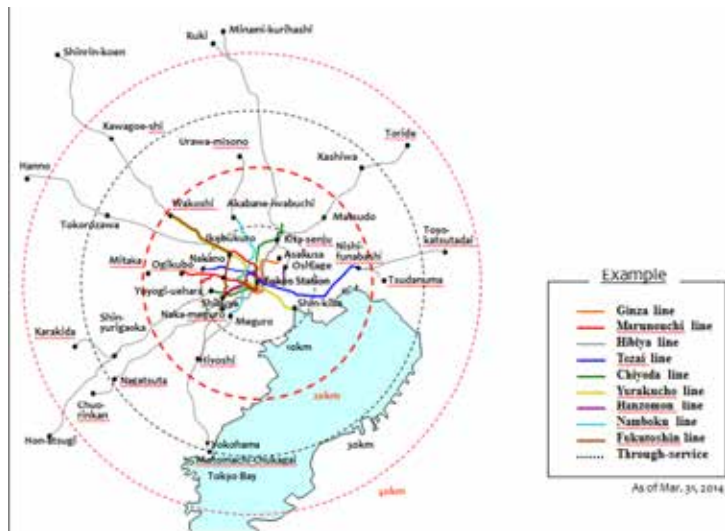 Minami-kurihashi
Kuki
Shinrin-koen
Kawagoe-shi
Toride
Urawa-misono
Kashiwa
Hanno
Wakoshi
Akabane-iwabuchi
Matsudo
Tokorozawa
Toyo-
katsutadai
Ikebukuro
Kita-senju
Nishi-
funabashi
Asakusa
Mitaka
Nakano
Oshiage
Ogikubo
Tokyo Station
Tsudanuma
Yoyogi-uehara
Shibuya
Shin-kiba
Naka-meguro
Meguro
Shin-
yurigaoka
Karakida
10km
Hiyoshi
Nagatsuta
Chuo-
rinkan
20km
Hon-atsugi
Yokohama
30km
Motomachi-Chukagai
Tokyo Bay
40km
Example
Ginza line
Marunouchi line
Hibiya line
Tozai line
Chiyoda line
Yurakucho line
Hanzomon line
Namboku line
Fukutoshin line
Through-service
As of Mar. 31, 2014